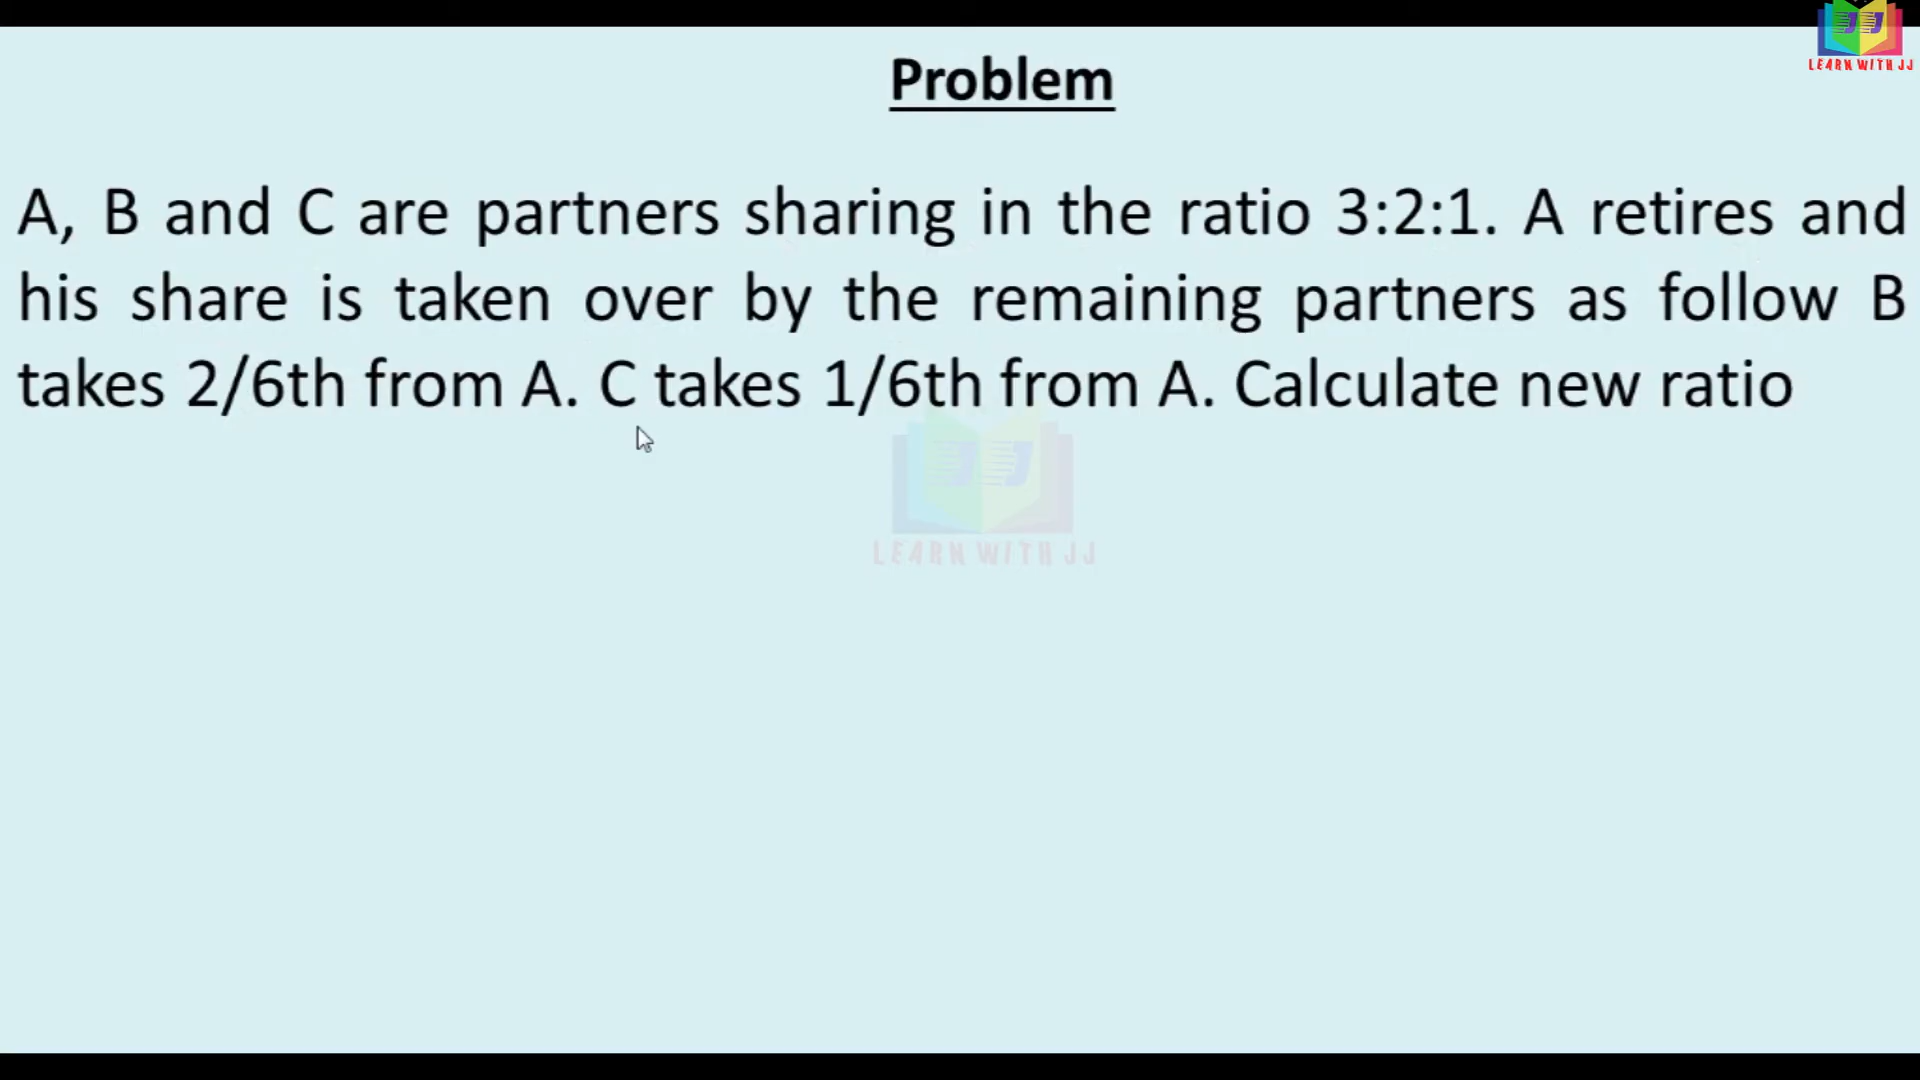 LEARN WITH JJ
Problem
A, B and C are partners sharing in the ratio 3:2:1. A retires and
his share is taken over by the remaining partners as follow B
takes 2/6th from A. C takes 1/6th from A. Calculate new ratio
JJ
LEARN WITH JJ